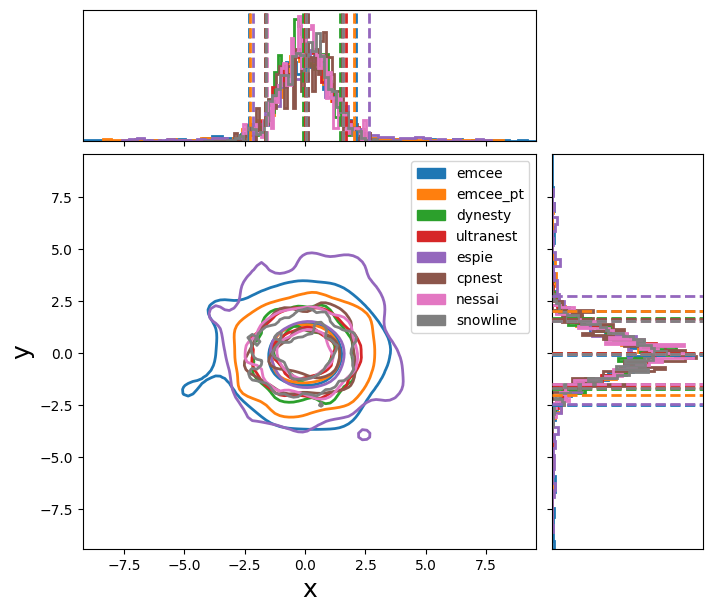 emcee
emcee_pt
dynesty
ultranest
espie
cpnest
nessai
snowline
7.5
5.0
2.5
0.0
−2.5
−5.0
−7.5
y
−7.5 −5.0 −2.5 0.0 2.5 5.0 7.5
x